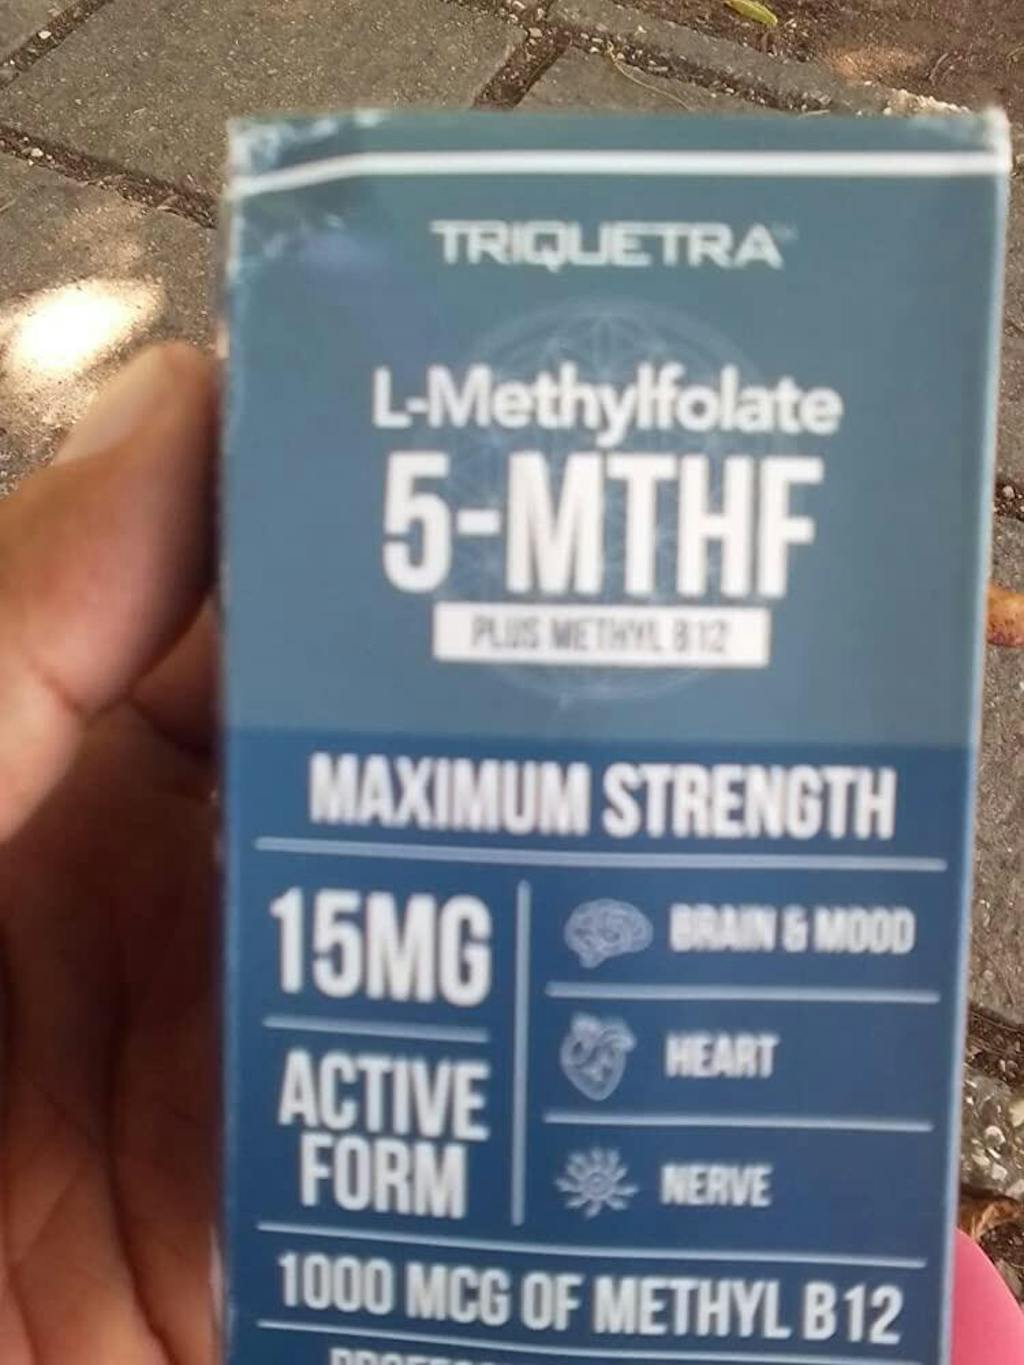 TRIQUETRA™
L-Methylfolate
5-MTHF
PLUS METHYL B12
MAXIMUM STRENGTH
15MG
ACTIVE
FORM
BRAIN & MOOD
HEART
NERVE
1000 MCG OF METHYL B12